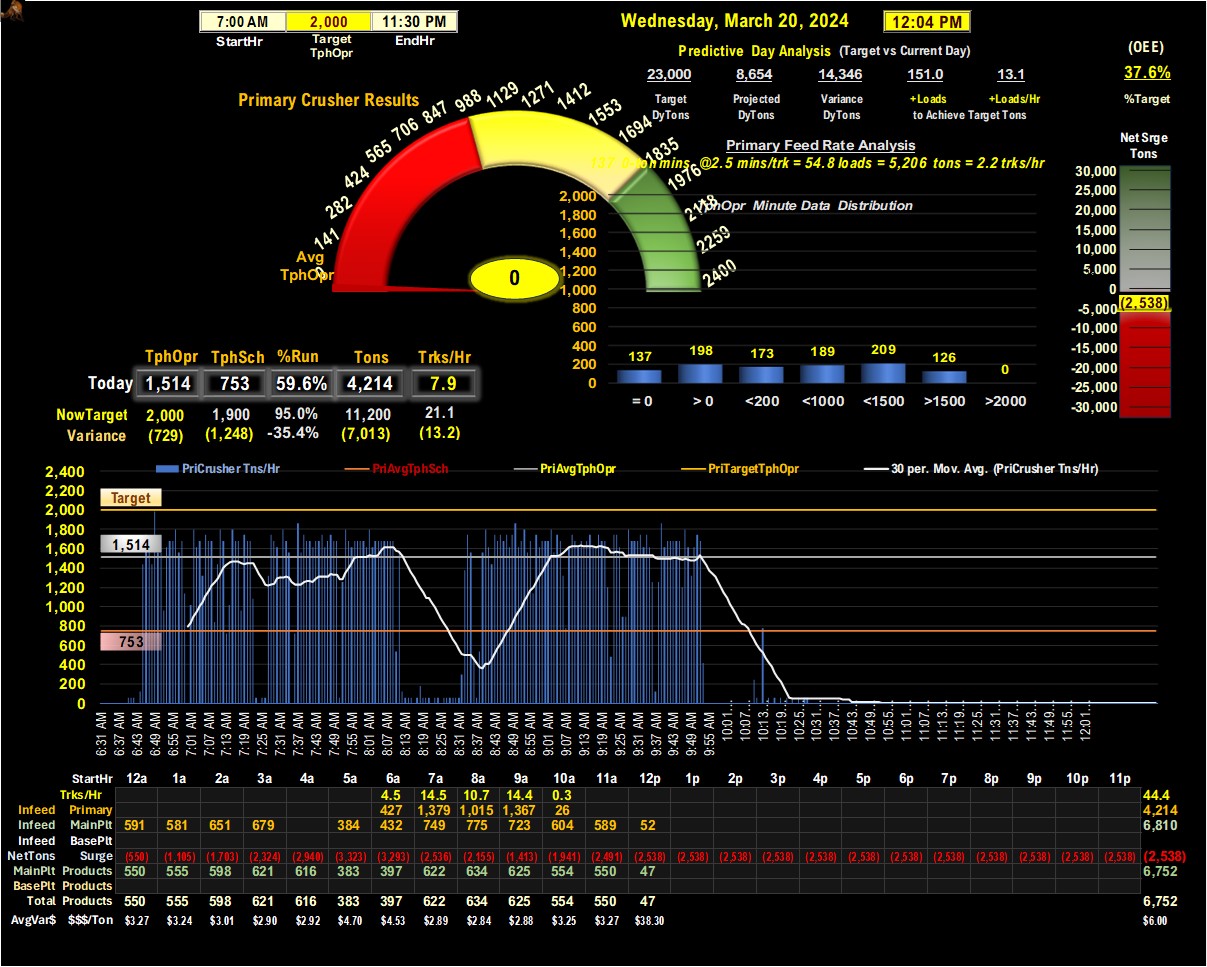 7:00 AM 2,000 11:30 PM
StartHr Target TphOpr EndHr
Wednesday, March 20, 2024 12:04 PM
Predictive Day Analysis (Target vs Current Day)
(OEE)
23,000 8,654 14,346 151.0 13.1
37.6%
Target DyTons Projected DyTons Variance DyTons +Loads +Loads/Hr to Achieve Target Tons
%Target
Primary Crusher Results
0 141 282 424 565 706 847 988 1129 1271 1412 1553 1694 1835 1976 2118 2259 2400
Avg TphOpr
0
Primary Feed Rate Analysis
137 0-ton mins @2.5 mins/trk = 54.8 loads = 5,206 tons = 2.2 trks/hr
TphOpr Minute Data Distribution
2,000
1,800
1,600
1,400
1,200
1,000
800
600
400
200
0
137 198 173 189 209 126 0
= 0 > 0 <200 <1000 <1500 >1500 >2000
Net Srge
Tons
30,000
25,000
20,000
15,000
10,000
5,000
0
(2,538)
-5,000
-10,000
-15,000
-20,000
-25,000
-30,000
TphOpr TphSch %Run Tons Trks/Hr
Today 1,514 753 59.6% 4,214 7.9
NowTarget 2,000 1,900 95.0% 11,200 21.1
Variance (729) (1,248) -35.4% (7,013) (13.2)
PriCrusher Tns/Hr PriAvgTphSch PriAvgTphOpr PriTargetTphOpr 30 per. Mov. Avg. (PriCrusher Tns/Hr)
2,400
2,200
2,000
1,800
1,600
1,400
1,200
1,000
800
600
400
200
0
Target
1,514
753
6:31 AM 6:37 AM 6:43 AM 6:49 AM 6:55 AM 7:01 AM 7:07 AM 7:13 AM 7:25 AM 7:31 AM 7:37 AM 7:43 AM 7:49 AM 7:55 AM 8:01 AM 8:07 AM 8:13 AM 8:19 AM 8:25 AM 8:31 AM 8:37 AM 8:43 AM 8:49 AM 8:55 AM 9:01 AM 9:07 AM 9:13 AM 9:19 AM 9:25 AM 9:31 AM 9:37 AM 9:43 AM 9:49 AM 9:55 AM 10:01… 10:07… 10:13… 10:19… 10:25… 10:31… 10:37… 10:43… 10:49… 10:55… 11:01… 11:07… 11:13… 11:19… 11:25… 11:31… 11:37… 11:43… 11:49… 11:55… 12:01…
StartHr 12a 1a 2a 3a 4a 5a 6a 7a 8a 9a 10a 11a 12p 1p 2p 3p 4p 5p 6p 7p 8p 9p 10p 11p
Trks/Hr 4.5 14.5 10.7 14.4 0.3 44.4
Infeed Primary 427 1,379 1,015 1,367 26 4,214
Infeed MainPlt 591 581 651 679 384 432 749 775 723 604 589 52 6,810
Infeed BasePlt
NetTons Surge (550) (1,105) (1,703) (2,324) (2,940) (3,323) (3,293) (2,536) (2,155) (1,413) (1,941) (2,491) (2,538) (2,538) (2,538) (2,538) (2,538) (2,538) (2,538) (2,538) (2,538) (2,538) (2,538) (2,538) (2,538)
MainPlt Products 550 555 598 621 616 383 397 622 634 625 554 550 47 6,752
BasePlt Products
Total Products 550 555 598 621 616 383 397 622 634 625 554 550 47 6,752
AvgVar$ $$$/Ton $3.27 $3.24 $3.01 $2.90 $2.92 $4.70 $4.53 $2.89 $2.84 $2.88 $3.25 $3.27 $38.30 $6.00